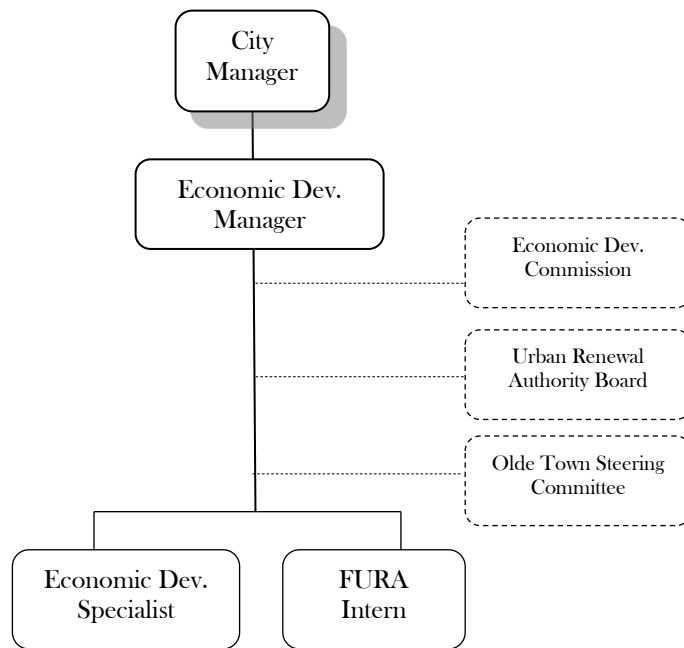 City
Manager
Economic Dev.
Manager
Economic Dev.
Commission
Urban Renewal
Authority Board
Olde Town Steering
Committee
Economic Dev.
Specialist
FURA
Intern